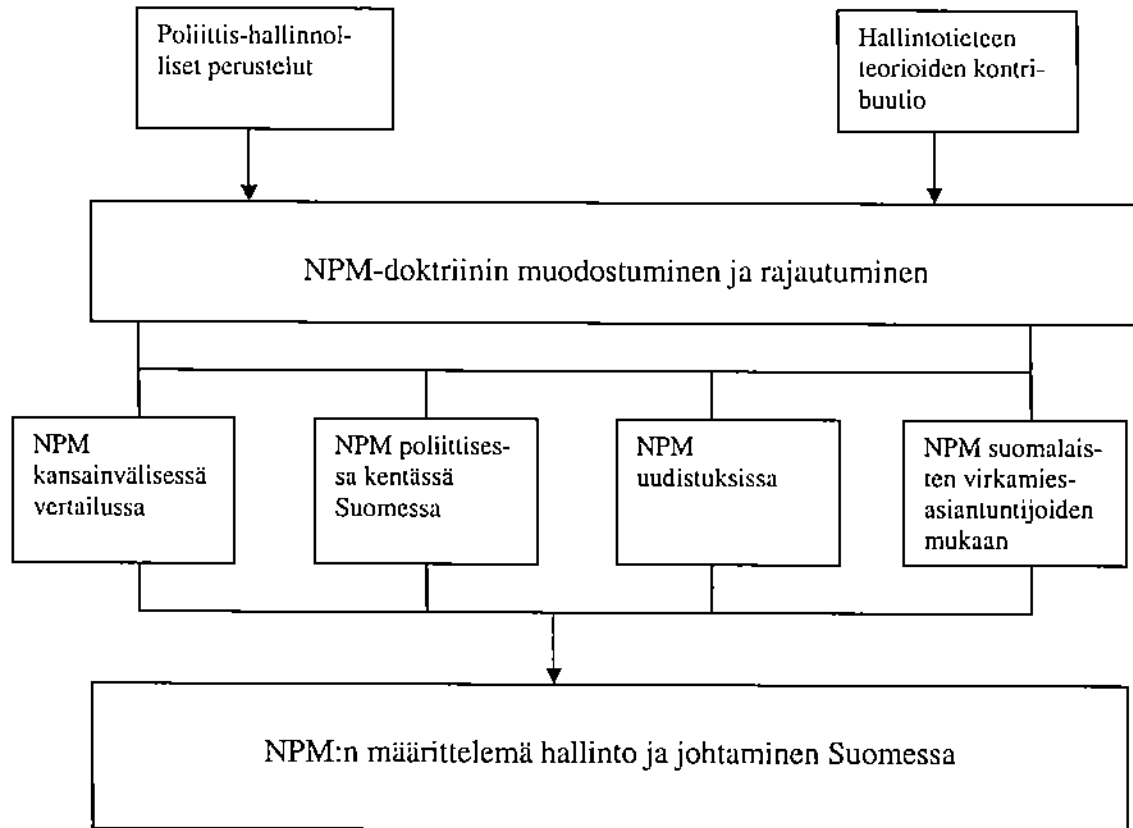 Poliittis-hallinnol-
liset perustelut
Hallintotieteen
teorioiden kontri-
buutio
NPM-doktriinin muodostuminen ja rajautuminen
NPM
kansainvälisessä
vertailussa
NPM poliittises-
sa kentässä
Suomessa
NPM
uudistuksissa
NPM suomalais-
ten virkamies-
asiantuntijoiden
mukaan
NPM:n määrittelemä hallinto ja johtaminen Suomessa